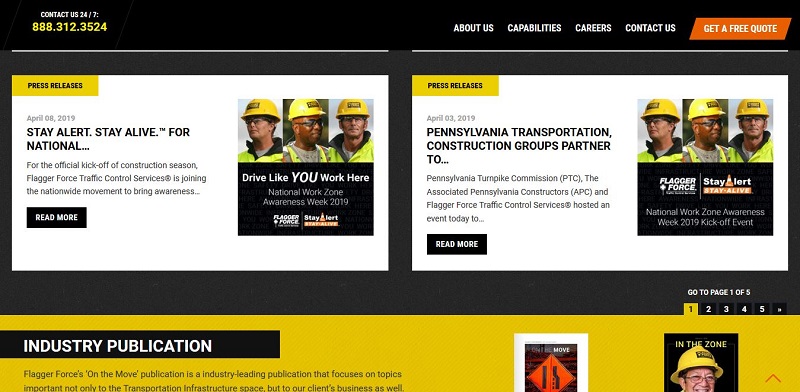 CONTACT US 24 / 7:
888.312.3524
ABOUT US
CAPABILITIES
CAREERS
CONTACT US
GET A FREE QUOTE
PRESS RELEASES
April 08, 2019
STAY ALERT. STAY ALIVE.™ FOR
NATIONAL...
For the official kick-off of construction season,
Flagger Force Traffic Control Services® is joining
the nationwide movement to bring awareness...
READ MORE
Drive Like YOU Work Here
National Work Zone
Awareness Week 2019
FLAGGER
FORCE
StayAlert
STAY-ALIVE
PRESS RELEASES
April 03, 2019
PENNSYLVANIA TRANSPORTATION,
CONSTRUCTION GROUPS PARTNER
TO...
Pennsylvania Turnpike Commission (PTC), The
Associated Pennsylvania Constructors (APC) and
Flagger Force Traffic Control Services® hosted an
event today to...
READ MORE
FLAGGER
FORCE
StayAlert
STAY-ALIVE
National Work Zone Awareness
Week 2019 Kick-off Event
GO TO PAGE 1 OF 5
1 2 3 4 5 »
INDUSTRY PUBLICATION
Flagger Force's 'On the Move' publication is a industry-leading publication that focuses on topics
important not only to the Transportation Infrastructure space, but to our client's business as well.
ON THE MOVE
IN THE ZONE